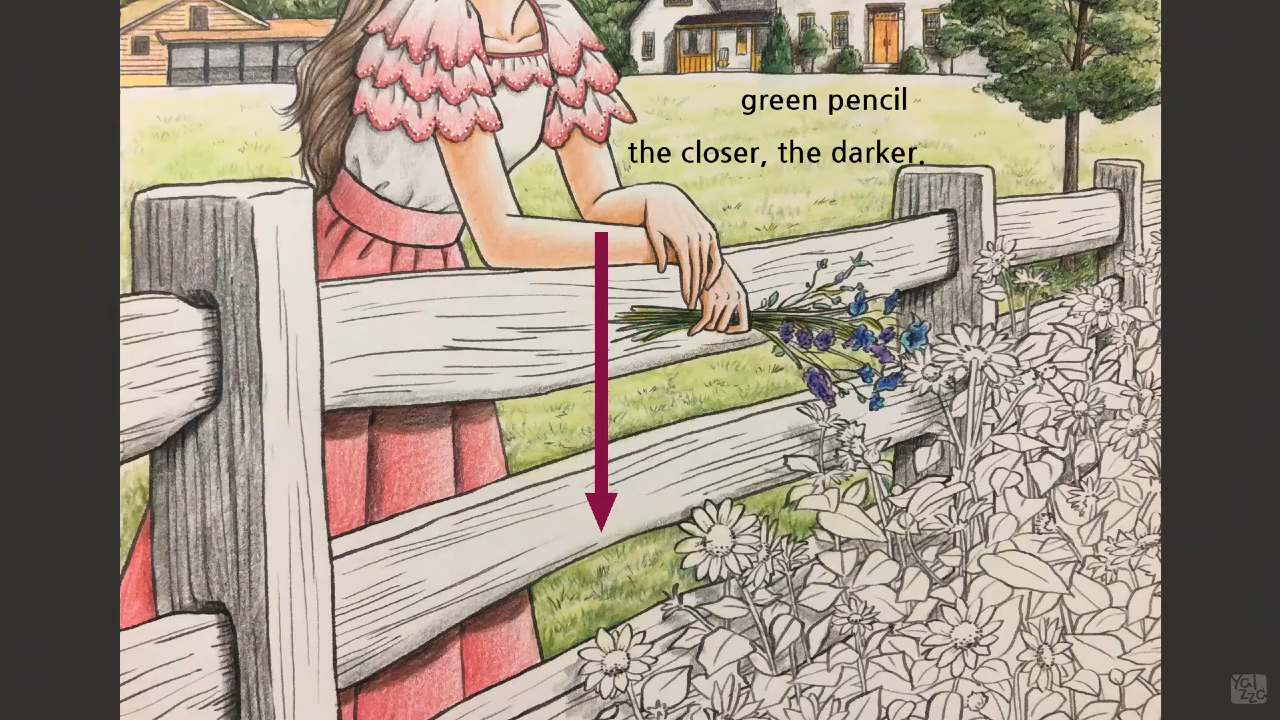 green pencil
the closer, the darker.